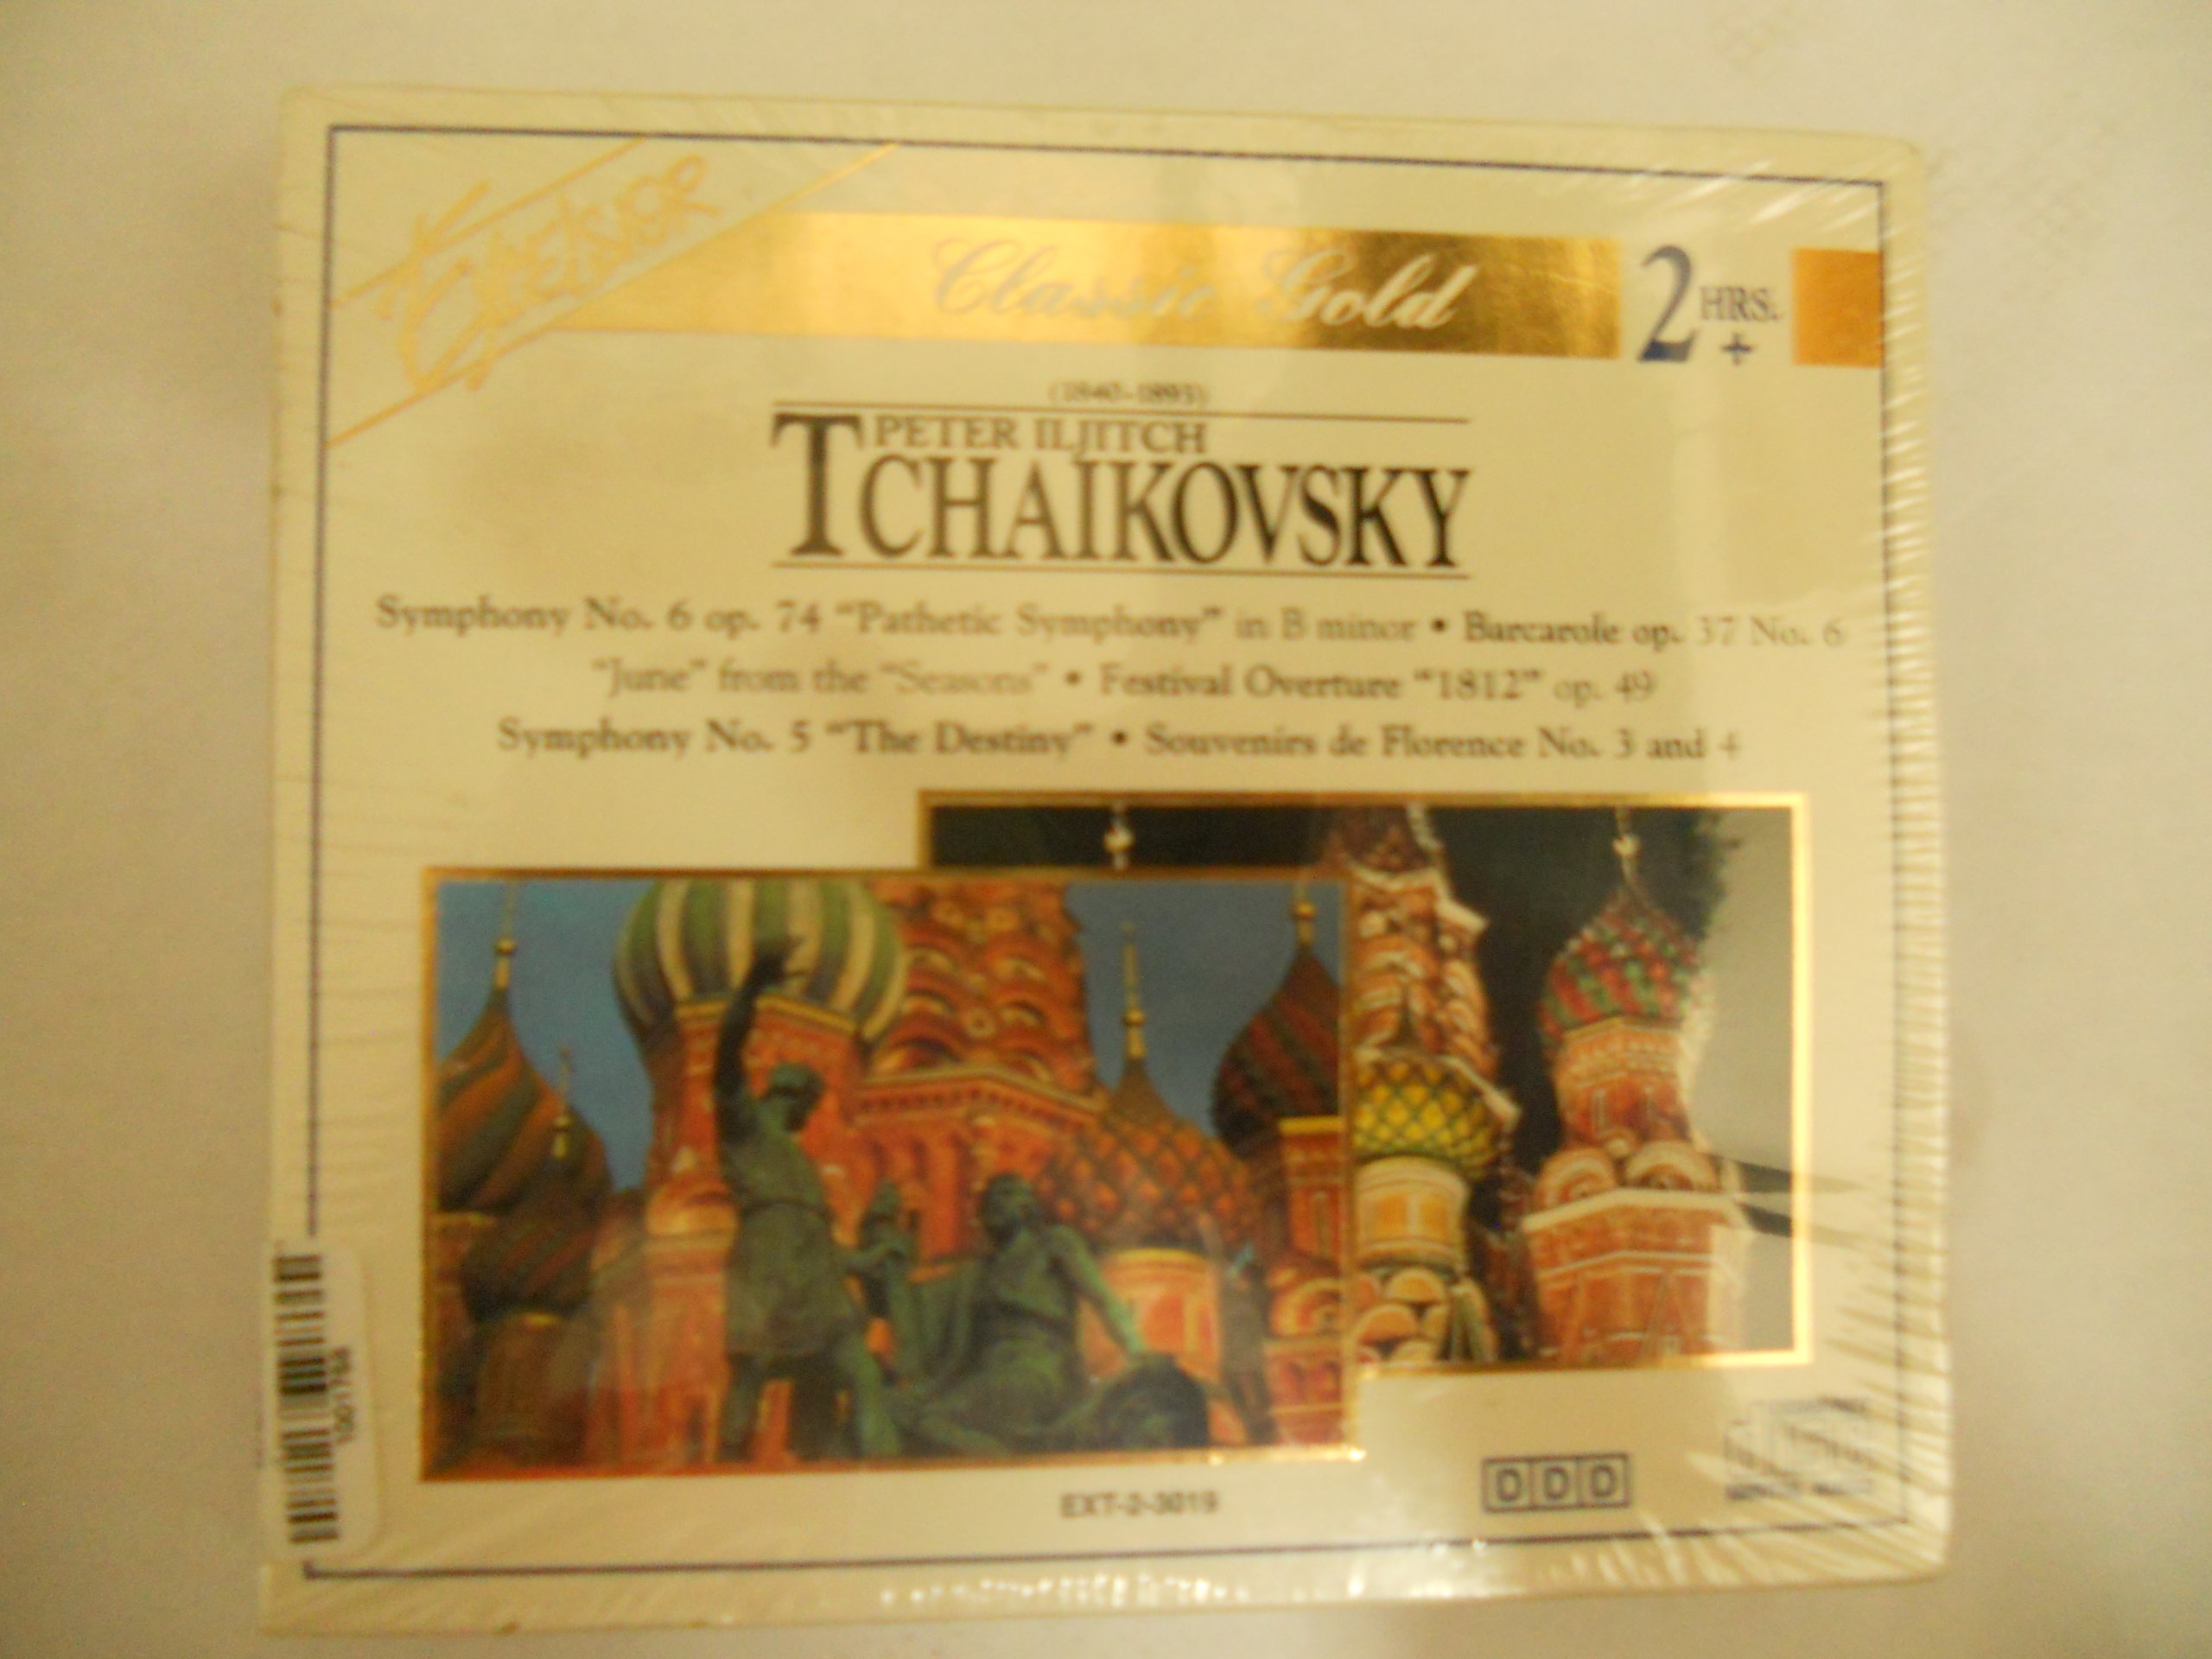 Excelsior
Classic Gold
2 HRS. +
(1840-1893)
PETER ILJITCH
TCHAIKOVSKY
Symphony No. 6 op. 74 "Pathetic Symphony" in B minor • Barcarole op. 37 No. 6
"June" from the "Seasons" • Festival Overture "1812" op. 49
Symphony No. 5 "The Destiny" • Souvenirs de Florence No. 3 and 4
EXT-2-3019
DDD